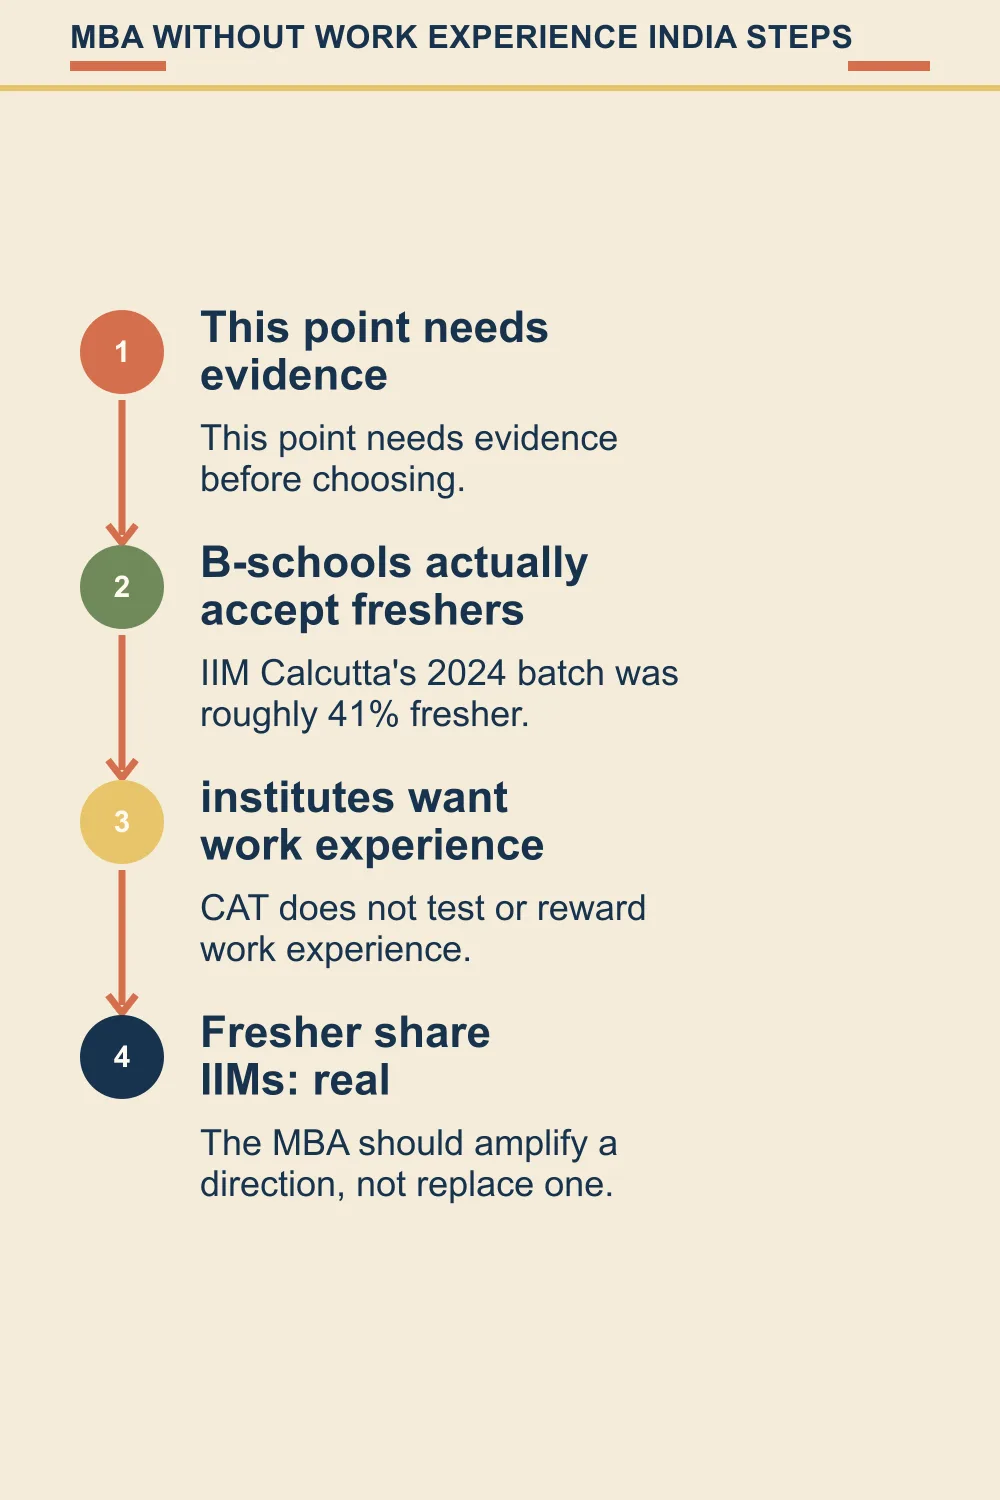 MBA WITHOUT WORK EXPERIENCE INDIA STEPS
1
This point needs
evidence
This point needs evidence
before choosing.
2
B-schools actually
accept freshers
IIM Calcutta's 2024 batch was
roughly 41% fresher.
3
institutes want
work experience
CAT does not test or reward
work experience.
4
Fresher share
IIMs: real
The MBA should amplify a
direction, not replace one.